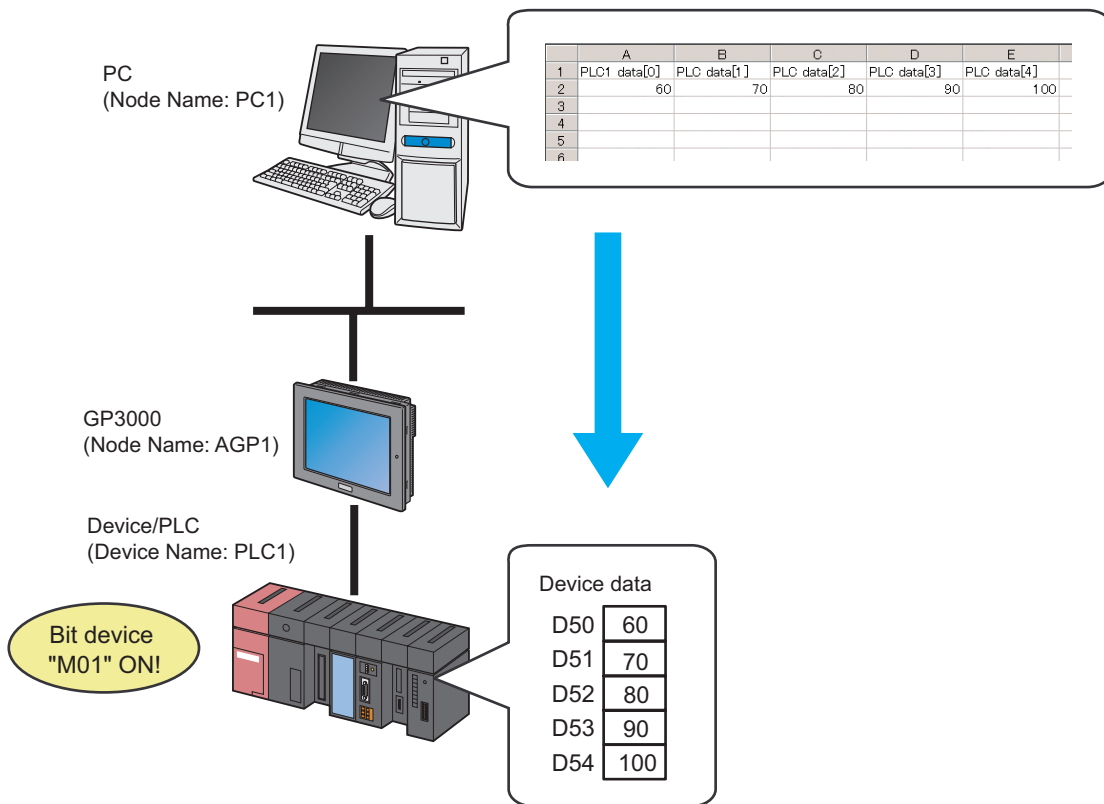 PC
(Node Name: PC1)
A B C D E
1 PLC1 data[0] PLC data[1] PLC data[2] PLC data[3] PLC data[4]
2 60 70 80 90 100
3
4
5
6
GP3000
(Node Name: AGP1)
Device/PLC
(Device Name: PLC1)
Bit device
"M01" ON!
Device data
D50 60
D51 70
D52 80
D53 90
D54 100